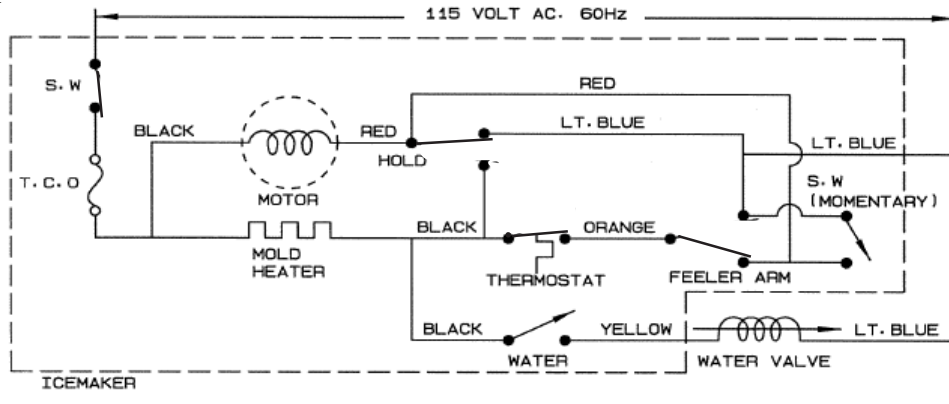 115 VOLT AC. 60Hz
S.W
RED
BLACK
RED
LT. BLUE
HOLD
LT. BLUE
T.C.O
MOTOR
S.W
(MOMENTARY)
BLACK
ORANGE
MOLD
HEATER
THERMOSTAT
FEELER ARM
BLACK
YELLOW
LT. BLUE
WATER
WATER VALVE
ICEMAKER